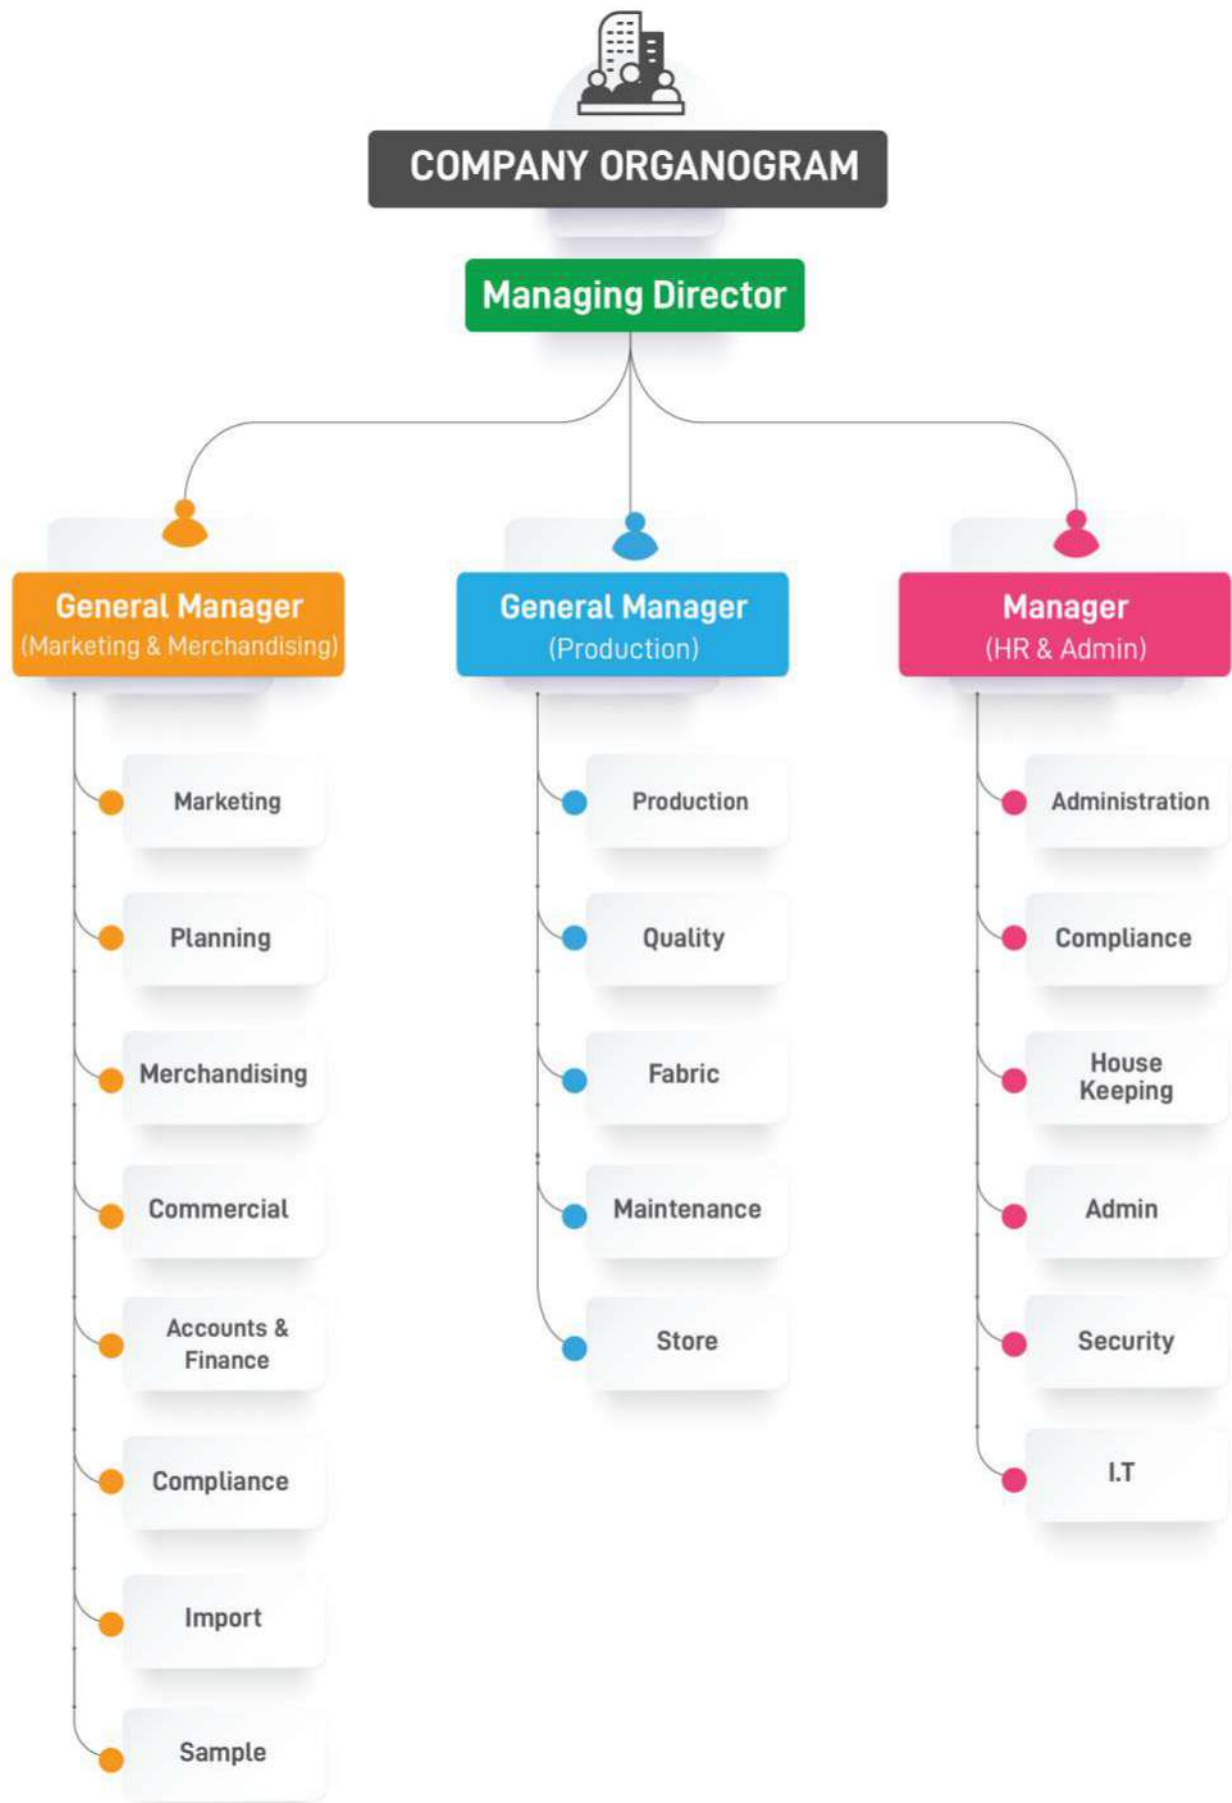 COMPANY ORGANOGRAM
Managing Director
General Manager
(Marketing & Merchandising)
Marketing
Planning
Merchandising
Commercial
Accounts &
Finance
Compliance
Import
Sample
General Manager
(Production)
Production
Quality
Fabric
Maintenance
Store
Manager
(HR & Admin)
Administration
Compliance
House
Keeping
Admin
Security
I.T